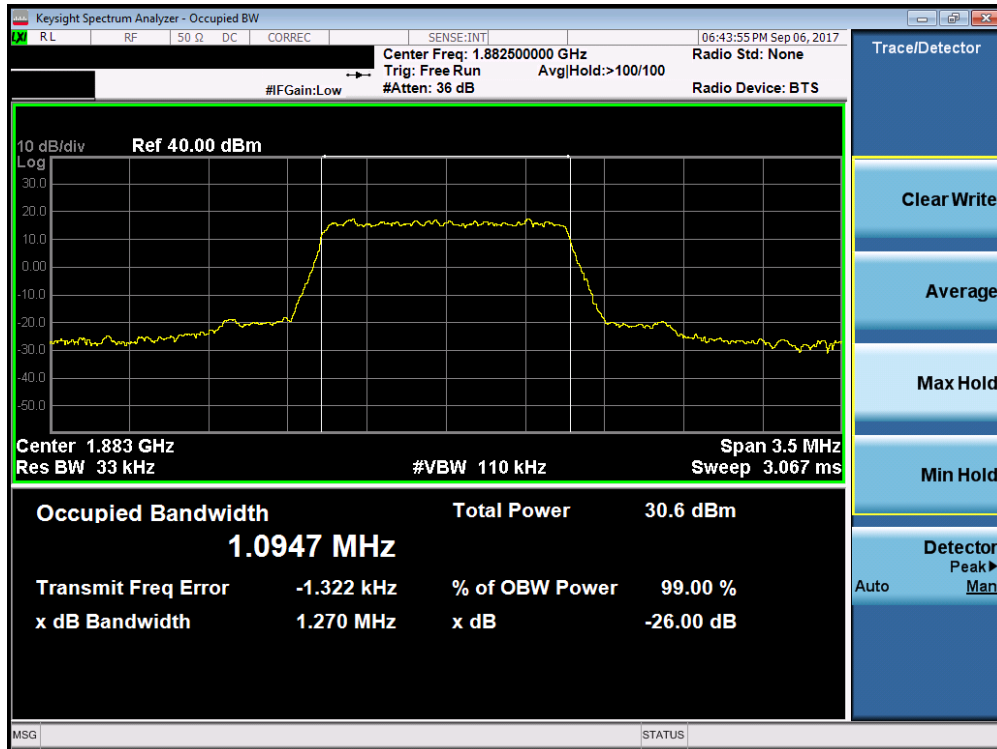 Keysight Spectrum Analyzer - Occupied BW
LXI RL RF 50 Ω DC CORREC SENSE:INT 06:43:55 PM Sep 06, 2017
Center Freq: 1.882500000 GHz Radio Std: None
Trig: Free Run Avg|Hold:>100/100
#IFGain:Low #Atten: 36 dB Radio Device: BTS
10 dB/div Ref 40.00 dBm
Log
30.0
20.0
10.0
0.00
-10.0
-20.0
-30.0
-40.0
-50.0
Center 1.883 GHz Span 3.5 MHz
Res BW 33 kHz #VBW 110 kHz Sweep 3.067 ms
Occupied Bandwidth Total Power 30.6 dBm
1.0947 MHz
Transmit Freq Error -1.322 kHz % of OBW Power 99.00 %
x dB Bandwidth 1.270 MHz x dB -26.00 dB
MSG STATUS
Trace/Detector
Clear Write
Average
Max Hold
Min Hold
Detector
Peak▶
Auto Man